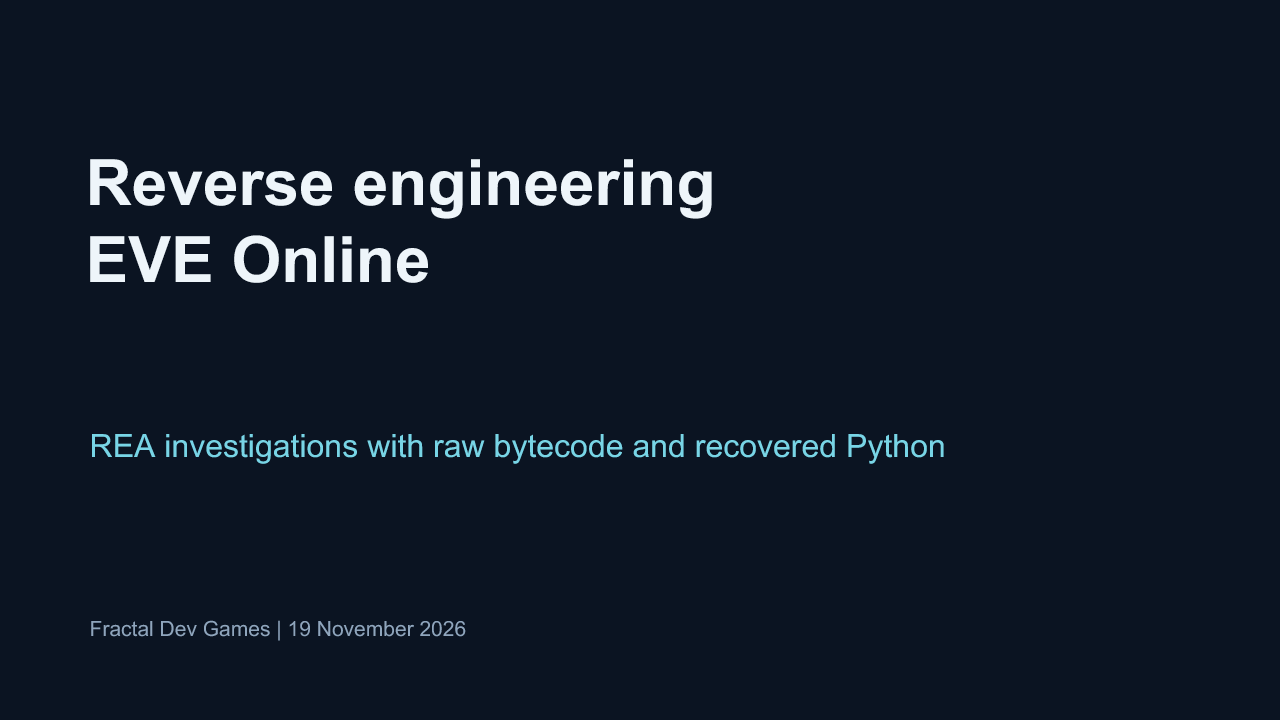 Reverse engineering
EVE Online
REA investigations with raw bytecode and recovered Python
Fractal Dev Games | 19 November 2026